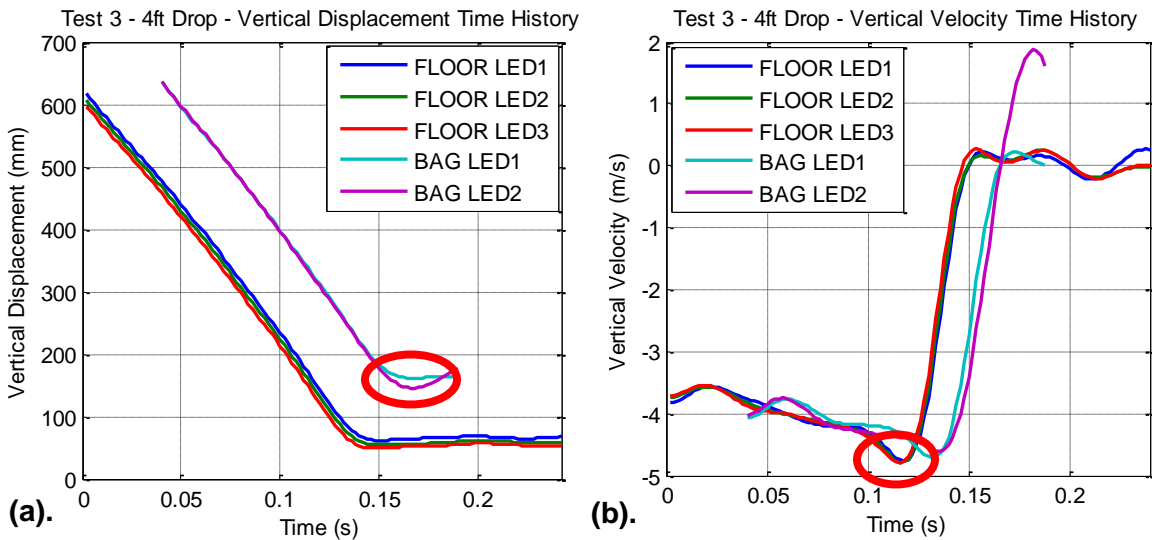 Test 3 - 4ft Drop - Vertical Displacement Time History
700
600
500
400
300
200
100
0
Vertical Displacement (mm)
FLOOR LED1
FLOOR LED2
FLOOR LED3
BAG LED1
BAG LED2
0
0.05
0.1
0.15
0.2
Time (s)
(a).
Test 3 - 4ft Drop - Vertical Velocity Time History
2
1
0
-1
-2
-3
-4
-5
Vertical Velocity (m/s)
FLOOR LED1
FLOOR LED2
FLOOR LED3
BAG LED1
BAG LED2
0
0.05
0.1
0.15
0.2
Time (s)
(b).